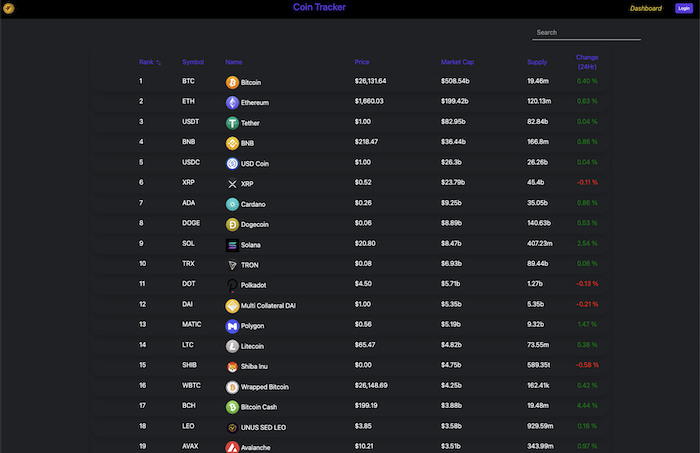 Coin Tracker
Dashboard
Login
Search
Rank Symbol Name Price Market Cap Supply Change (24Hr)
1 BTC Bitcoin $26,131.64 $508.54b 19.46m 0.40 %
2 ETH Ethereum $1,660.03 $199.42b 120.13m 0.63 %
3 USDT Tether $1.00 $82.95b 82.84b 0.04 %
4 BNB BNB $218.47 $36.44b 166.8m 0.86 %
5 USDC USD Coin $1.00 $26.3b 26.26b 0.04 %
6 XRP XRP $0.52 $23.79b 45.4b -0.11 %
7 ADA Cardano $0.26 $9.25b 35.05b 0.86 %
8 DOGE Dogecoin $0.06 $8.89b 140.63b 0.53 %
9 SOL Solana $20.80 $8.47b 407.23m 2.54 %
10 TRX TRON $0.08 $6.93b 89.44b 0.06 %
11 DOT Polkadot $4.50 $5.71b 1.27b -0.13 %
12 DAI Multi Collateral DAI $1.00 $5.35b 5.35b -0.21 %
13 MATIC Polygon $0.56 $5.19b 9.32b 1.47 %
14 LTC Litecoin $65.47 $4.82b 73.55m 0.38 %
15 SHIB Shiba Inu $0.00 $4.75b 589.35t -0.58 %
16 WBTC Wrapped Bitcoin $26,148.69 $4.25b 162.41k 0.42 %
17 BCH Bitcoin Cash $199.19 $3.88b 19.48m 4.44 %
18 LEO UNUS SED LEO $3.85 $3.58b 929.59m 0.16 %
19 AVAX Avalanche $10.21 $3.51b 343.99m 0.97 %